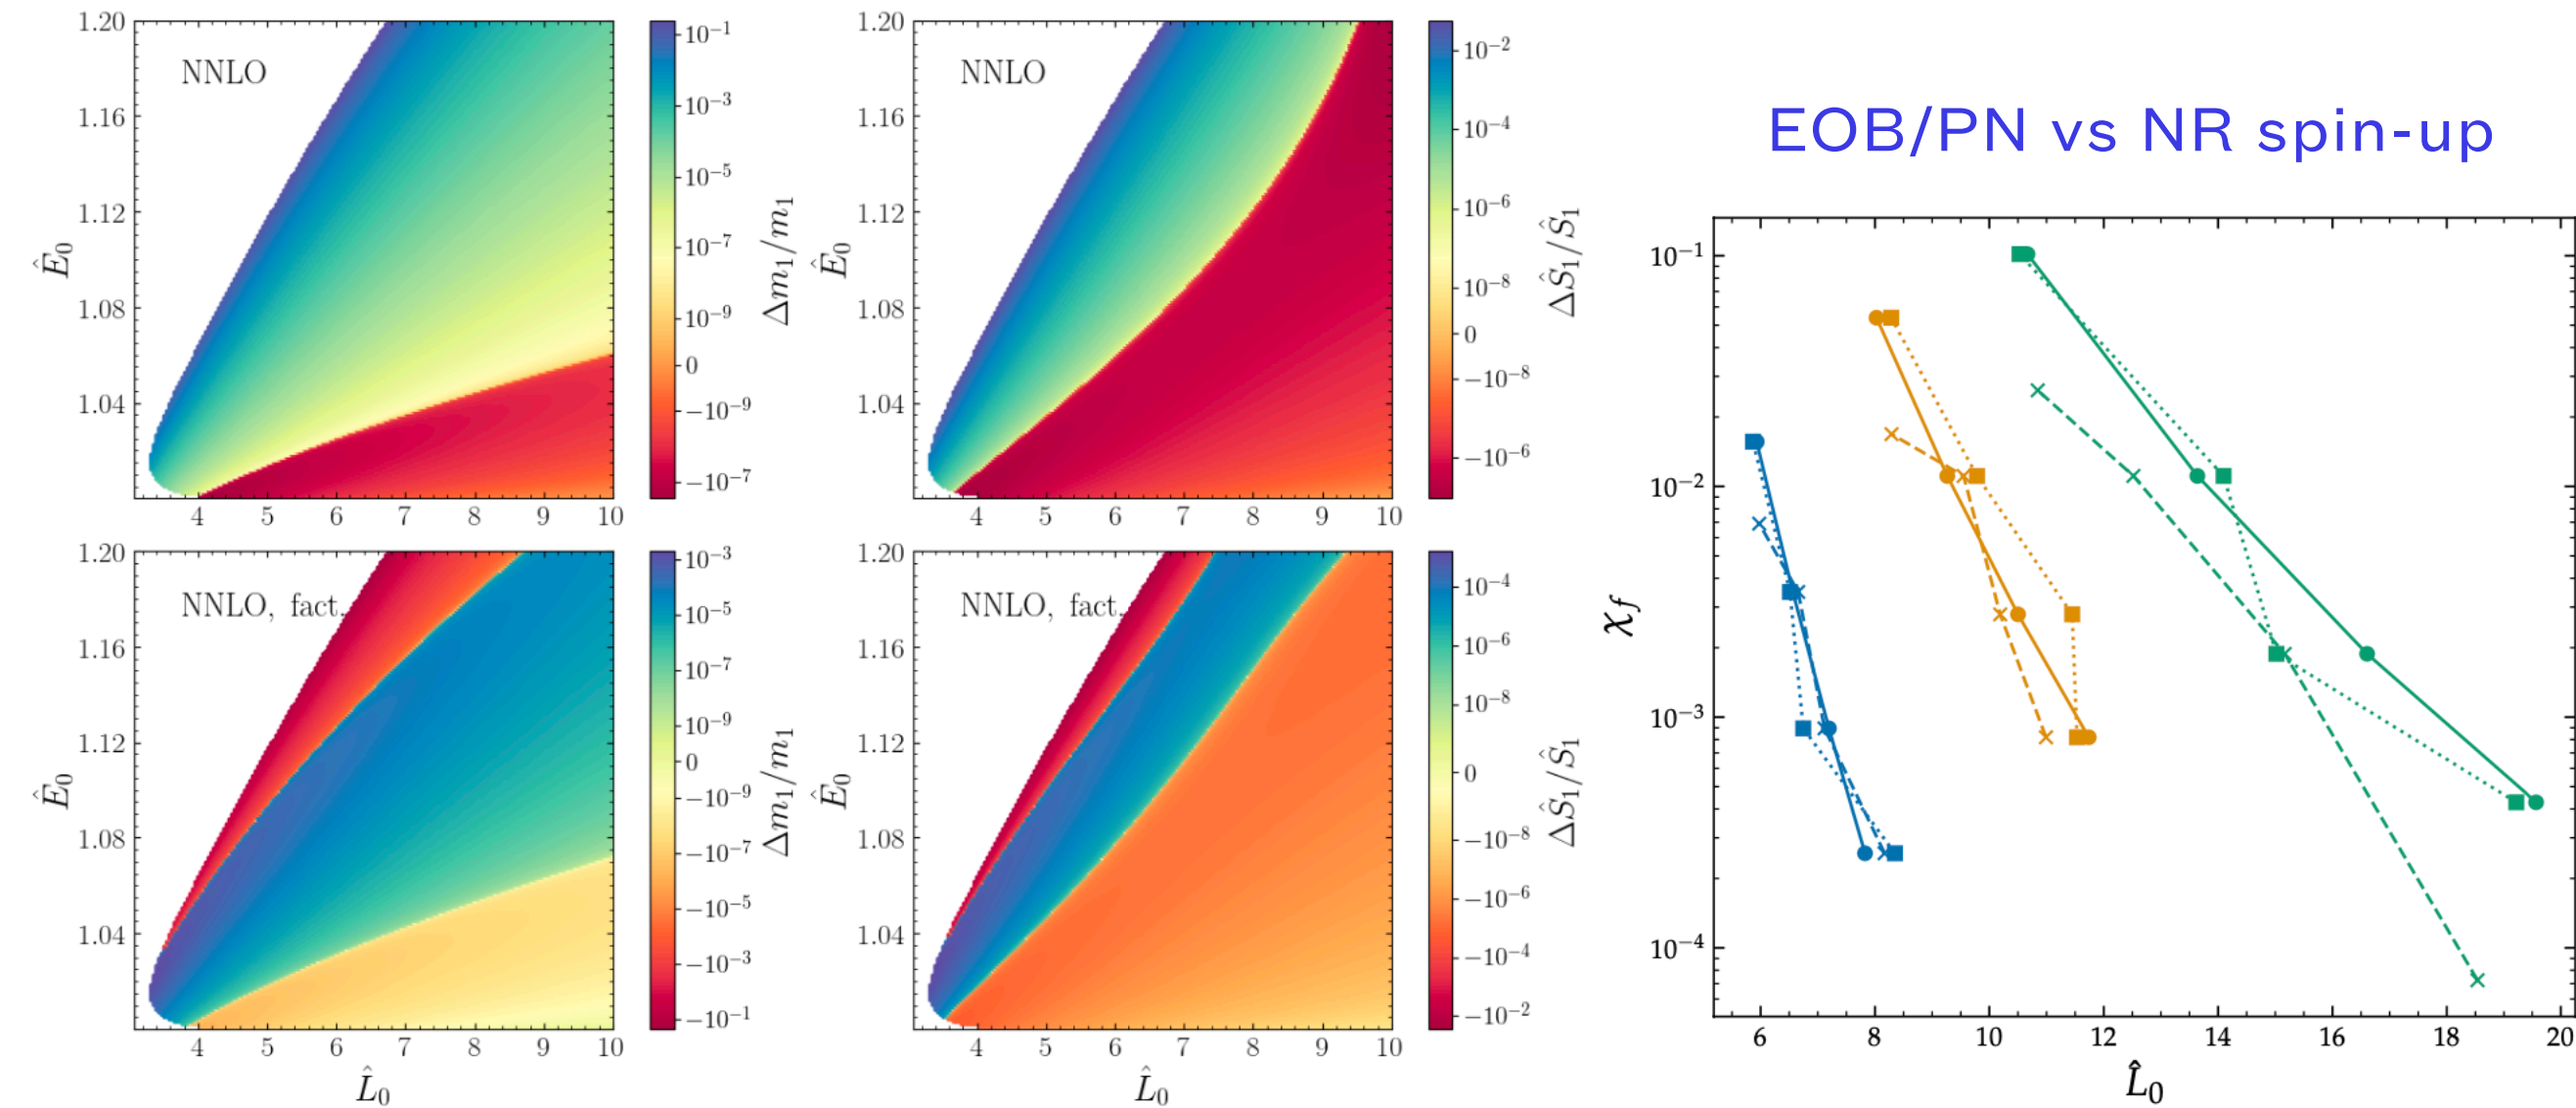 NNLO
1.20
1.16
1.12
1.08
1.04
Ê₀
4 5 6 7 8 9 10
10⁻¹
10⁻³
10⁻⁵
10⁻⁷
10⁻⁹
0
−10⁻⁹
−10⁻⁷
Δm₁/m₁
NNLO
1.20
1.16
1.12
1.08
1.04
Ê₀
4 5 6 7 8 9 10
10⁻²
10⁻⁴
10⁻⁶
10⁻⁸
0
−10⁻⁸
−10⁻⁶
ΔŜ₁/Ŝ₁
NNLO, fact.
1.20
1.16
1.12
1.08
1.04
Ê₀
4 5 6 7 8 9 10
L̂₀
10⁻³
10⁻⁵
10⁻⁷
10⁻⁹
0
−10⁻⁹
−10⁻⁷
−10⁻⁵
−10⁻³
−10⁻¹
Δm₁/m₁
NNLO, fact.
1.20
1.16
1.12
1.08
1.04
Ê₀
4 5 6 7 8 9 10
L̂₀
10⁻⁴
10⁻⁶
10⁻⁸
0
−10⁻⁸
−10⁻⁶
−10⁻⁴
−10⁻²
ΔŜ₁/Ŝ₁
EOB/PN vs NR spin-up
10⁻¹
10⁻²
10⁻³
10⁻⁴
χf
6 8 10 12 14 16 18 20
L̂₀